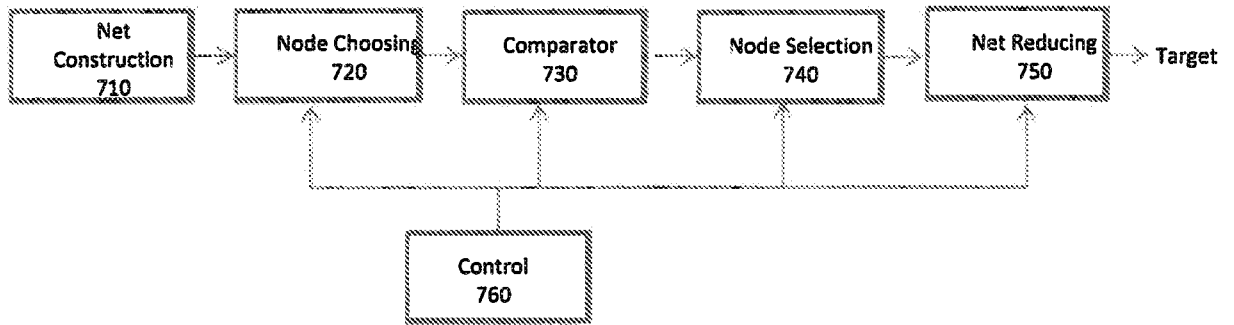 Net
Construction
710
Node Choosing
720
Comparator
730
Node Selection
740
Net Reducing
750
Target
Control
760